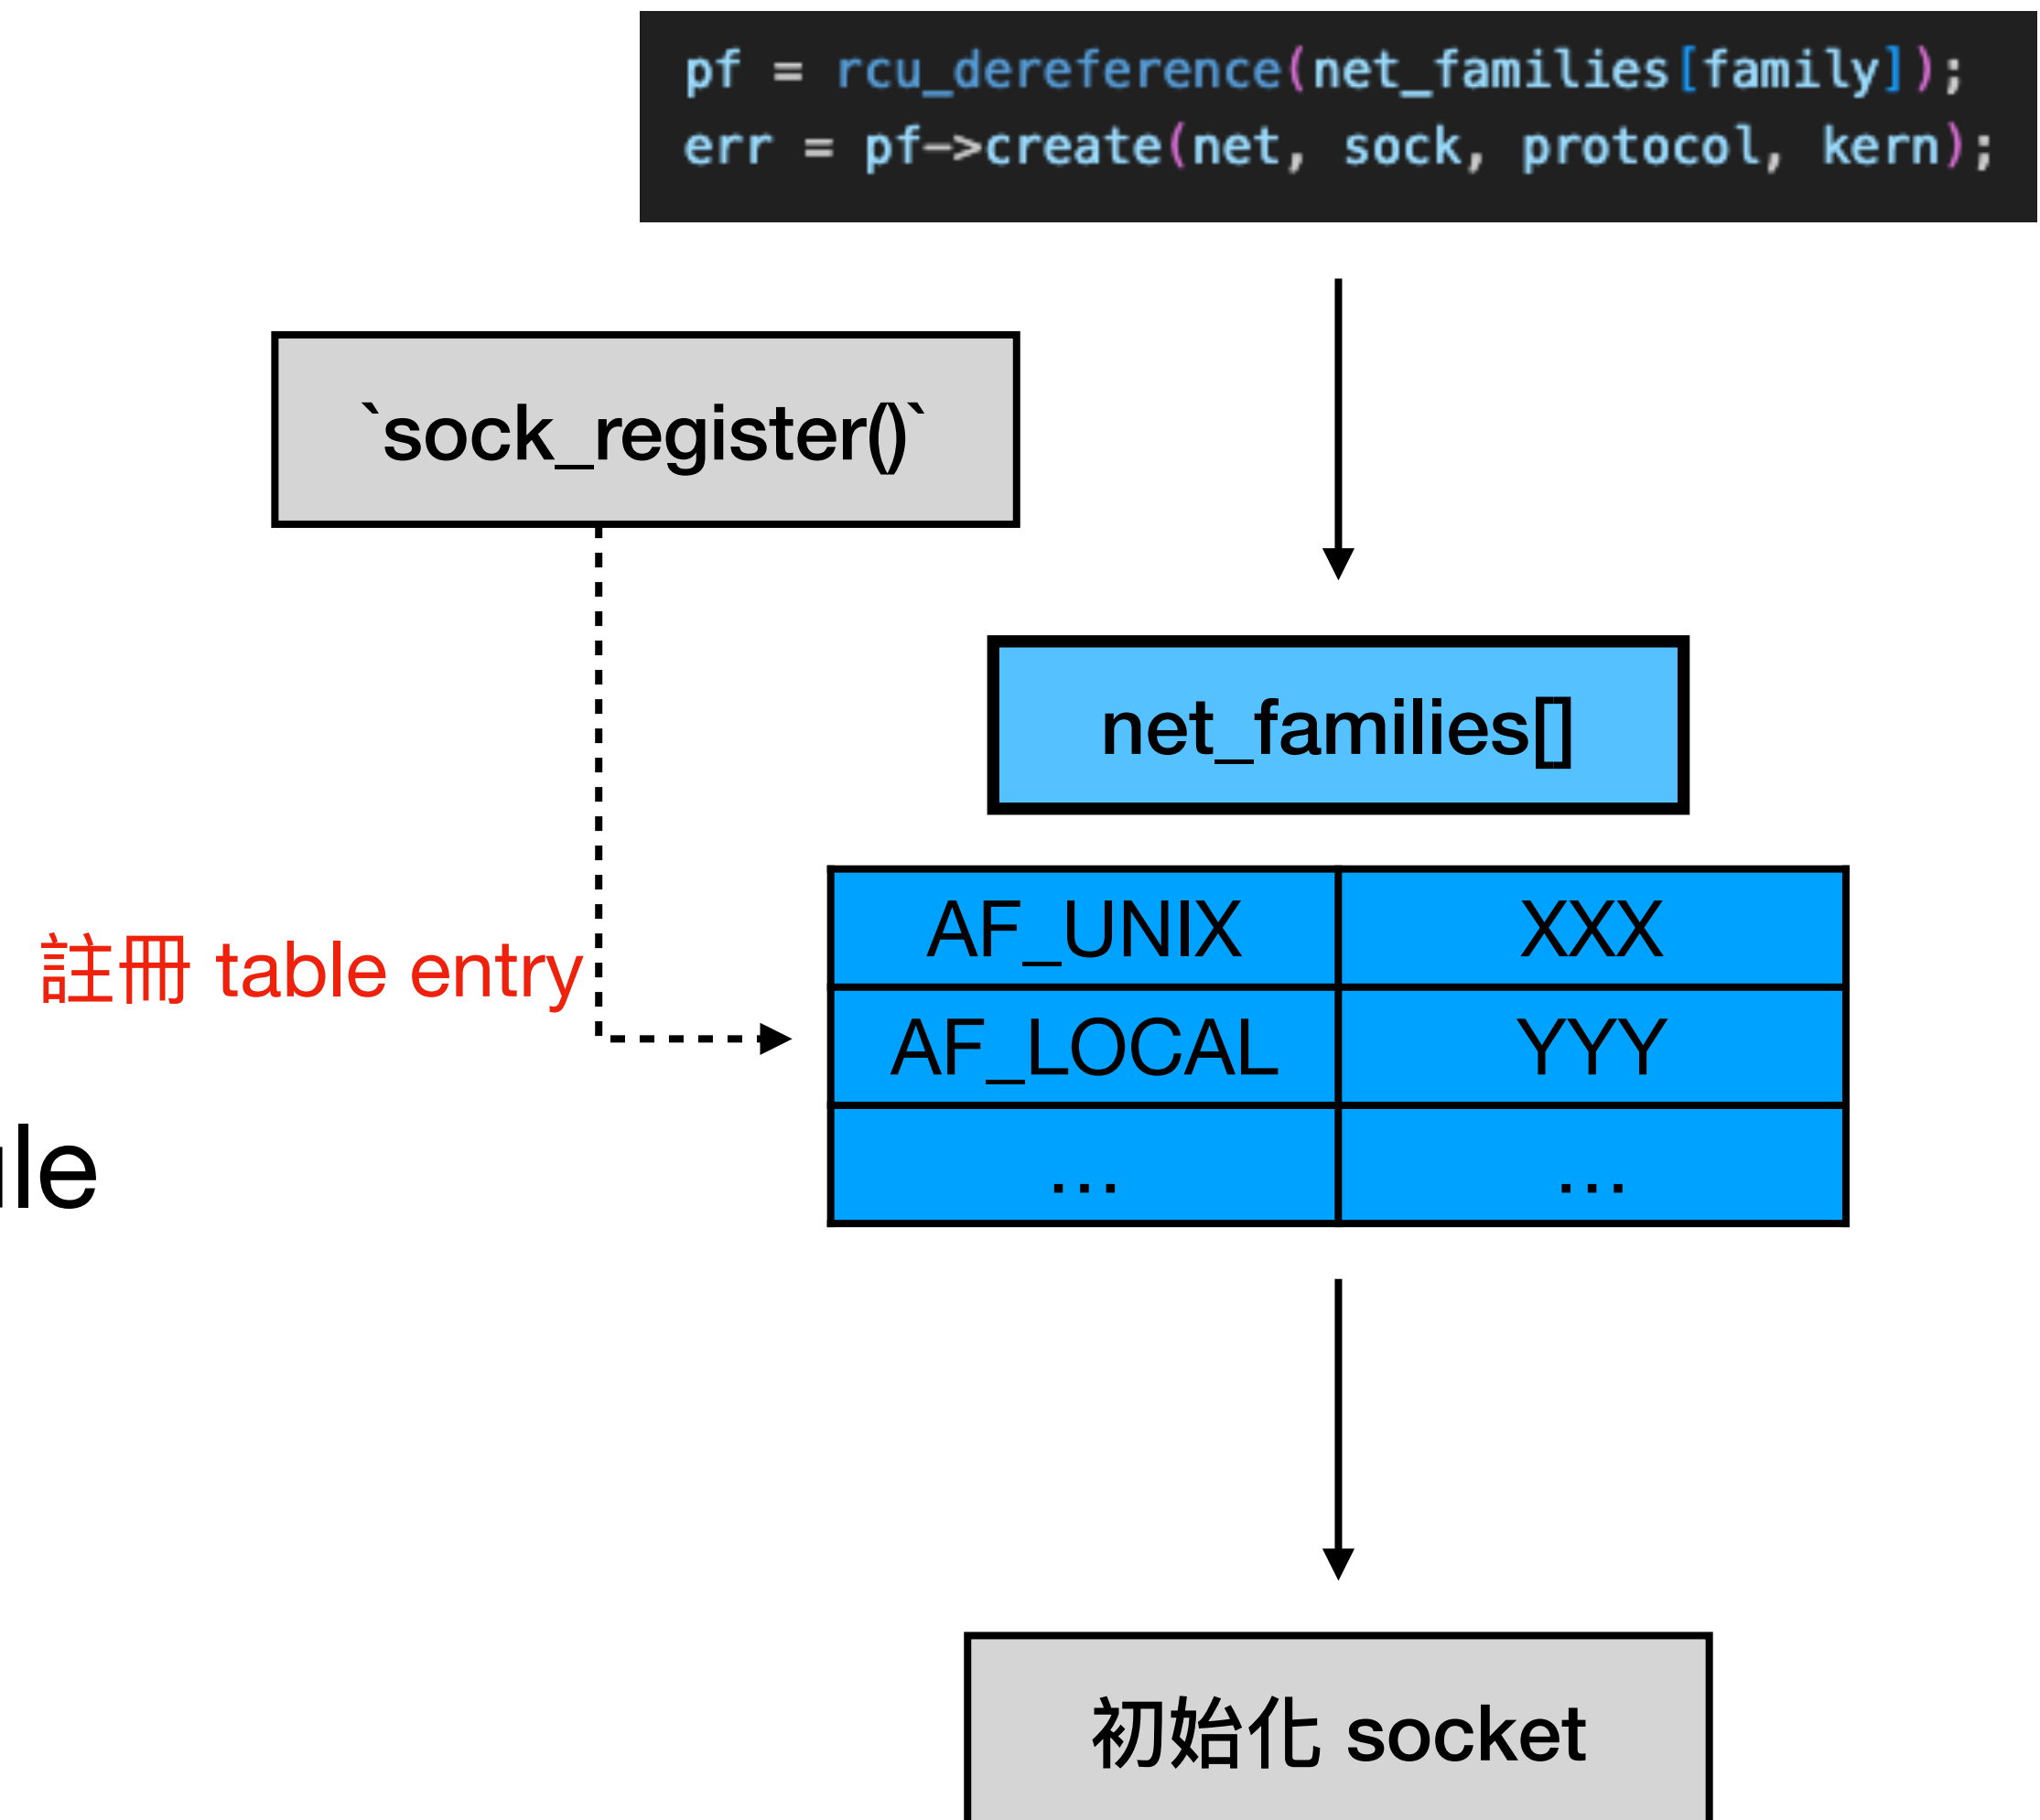 pf = rcu_dereference(net_families[family]);
err = pf->create(net, sock, protocol, kern);
`sock_register()`
net_families[]
AF_UNIX XXX
註冊 table entry
AF_LOCAL YYY
... ...
初始化 socket